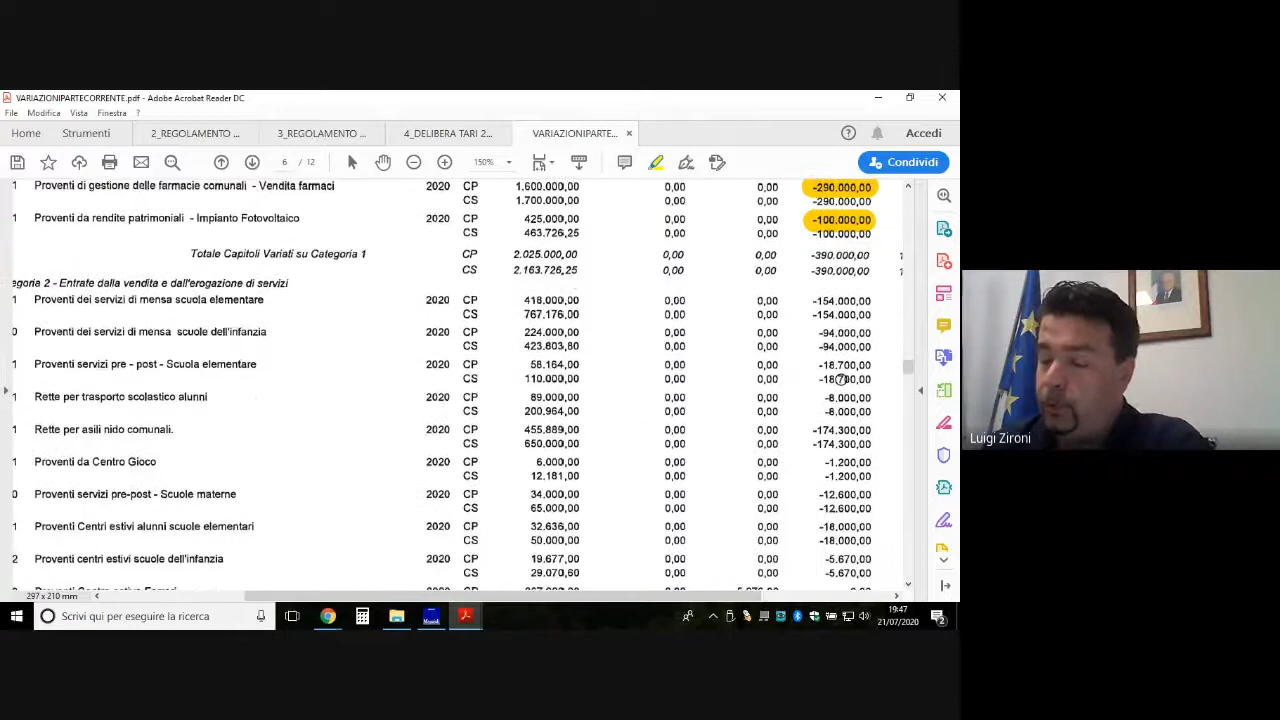 VARIAZIONIPARTECORRENTE.pdf - Adobe Acrobat Reader DC
File Modifica Vista Finestra ?
Home Strumenti 2_REGOLAMENTO ... 3_REGOLAMENTO ... 4_DELIBERA TARI 2... VARIAZIONIPARTE... × Accedi
6 / 12 150% Condividi
1 Proventi di gestione delle farmacie comunali - Vendita farmaci 2020 CP 1.600.000,00 0,00 0,00 -290.000,00
CS 1.700.000,00 0,00 0,00 -290.000,00
1 Proventi da rendite patrimoniali - Impianto Fotovoltaico 2020 CP 425.000,00 0,00 0,00 -100.000,00
CS 463.726,25 0,00 0,00 -100.000,00
Totale Capitoli Variati su Categoria 1 CP 2.025.000,00 0,00 0,00 -390.000,00 1
CS 2.163.726,25 0,00 0,00 -390.000,00 1
egoria 2 - Entrate dalla vendita e dall'erogazione di servizi
1 Proventi dei servizi di mensa scuola elementare 2020 CP 418.000,00 0,00 0,00 -154.000,00
CS 767.176,00 0,00 0,00 -154.000,00
0 Proventi dei servizi di mensa scuole dell'infanzia 2020 CP 224.000,00 0,00 0,00 -94.000,00
CS 423.603,80 0,00 0,00 -94.000,00
1 Proventi servizi pre - post - Scuola elementare 2020 CP 58.164,00 0,00 0,00 -18.700,00
CS 110.000,00 0,00 0,00 -18.700,00
1 Rette per trasporto scolastico alunni 2020 CP 89.000,00 0,00 0,00 -8.000,00
CS 200.964,00 0,00 0,00 -8.000,00
1 Rette per asili nido comunali. 2020 CP 455.889,00 0,00 0,00 -174.300,00
CS 650.000,00 0,00 0,00 -174.300,00
1 Proventi da Centro Gioco 2020 CP 6.000,00 0,00 0,00 -1.200,00
CS 12.181,00 0,00 0,00 -1.200,00
0 Proventi servizi pre-post - Scuole materne 2020 CP 34.000,00 0,00 0,00 -12.600,00
CS 65.000,00 0,00 0,00 -12.600,00
1 Proventi Centri estivi alunni scuole elementari 2020 CP 32.636,00 0,00 0,00 -18.000,00
CS 50.000,00 0,00 0,00 -18.000,00
2 Proventi centri estivi scuole dell'infanzia 2020 CP 19.677,00 0,00 0,00 -5.670,00
CS 29.070,60 0,00 0,00 -5.670,00
297 x 210 mm
Luigi Zironi
Scrivi qui per eseguire la ricerca
19:47
21/07/2020
2